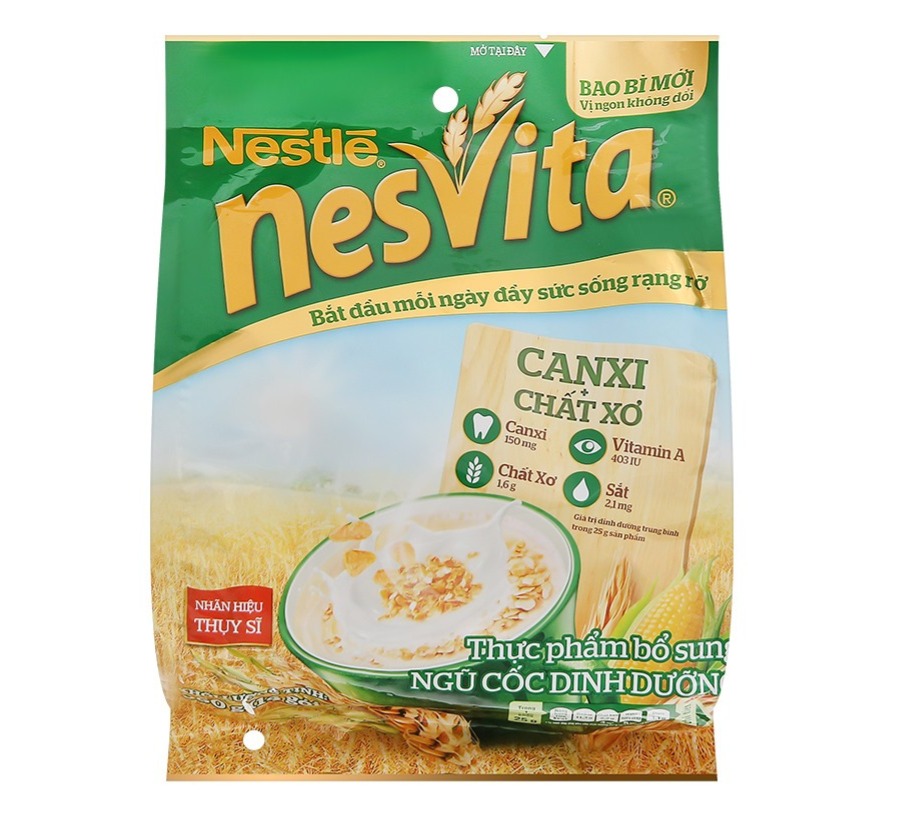 MỞ TẠI ĐÂY
BAO BÌ MỚI
Vị ngon không đổi
Nestlé®
nesVita®
Bắt đầu mỗi ngày đầy sức sống rạng rỡ
CANXI
+
CHẤT XƠ
Canxi
150 mg
Vitamin A
403 IU
Chất Xơ
1,6 g
Sắt
2,1 mg
Giá trị dinh dưỡng trung bình
trong 25 g sản phẩm
NHÃN HIỆU
THỤY SĨ
Thực phẩm bổ sung
NGŨ CỐC DINH DƯỠNG
25 g